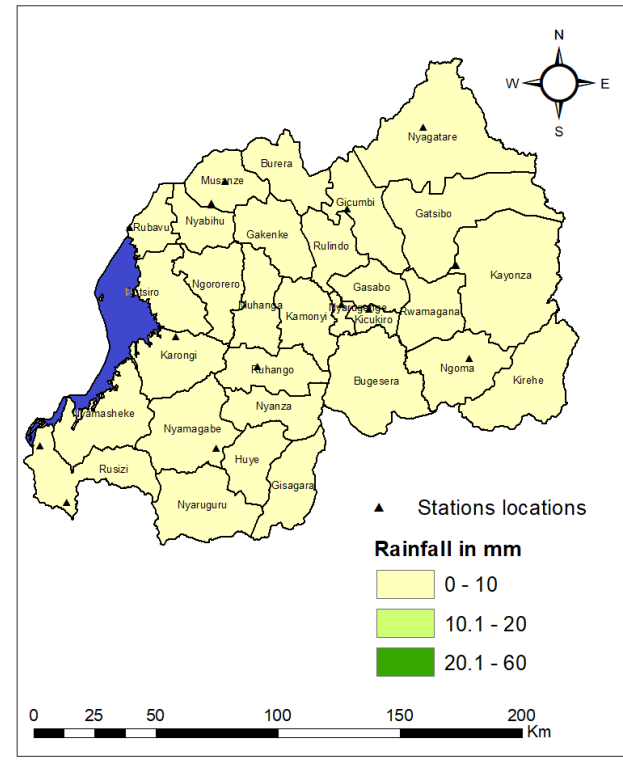 N
W E
S
Nyagatare
Burera
Musanze
Gicumbi
Gatsibo
Nyabihu
Rubavu
Gakenke
Rulindo
Kayonza
Ngororero
Gasabo
Kamonyi
Rwamagana
Kicukiro
Karongi
Ruhango
Ngoma
Bugesera
Kirehe
Nyanza
Nyamagabe
Huye
Rusizi
Gisagara
Nyaruguru
Stations locations
Rainfall in mm
0 - 10
10.1 - 20
20.1 - 60
0 25 50 100 150 200
Km